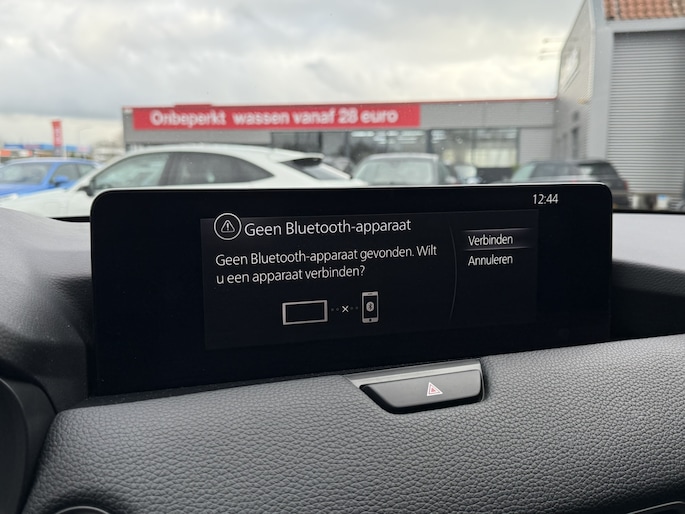 Onbeperkt wassen vanaf 28 euro
12:44
Geen Bluetooth-apparaat
Geen Bluetooth-apparaat gevonden. Wilt
u een apparaat verbinden?
Verbinden
Annuleren